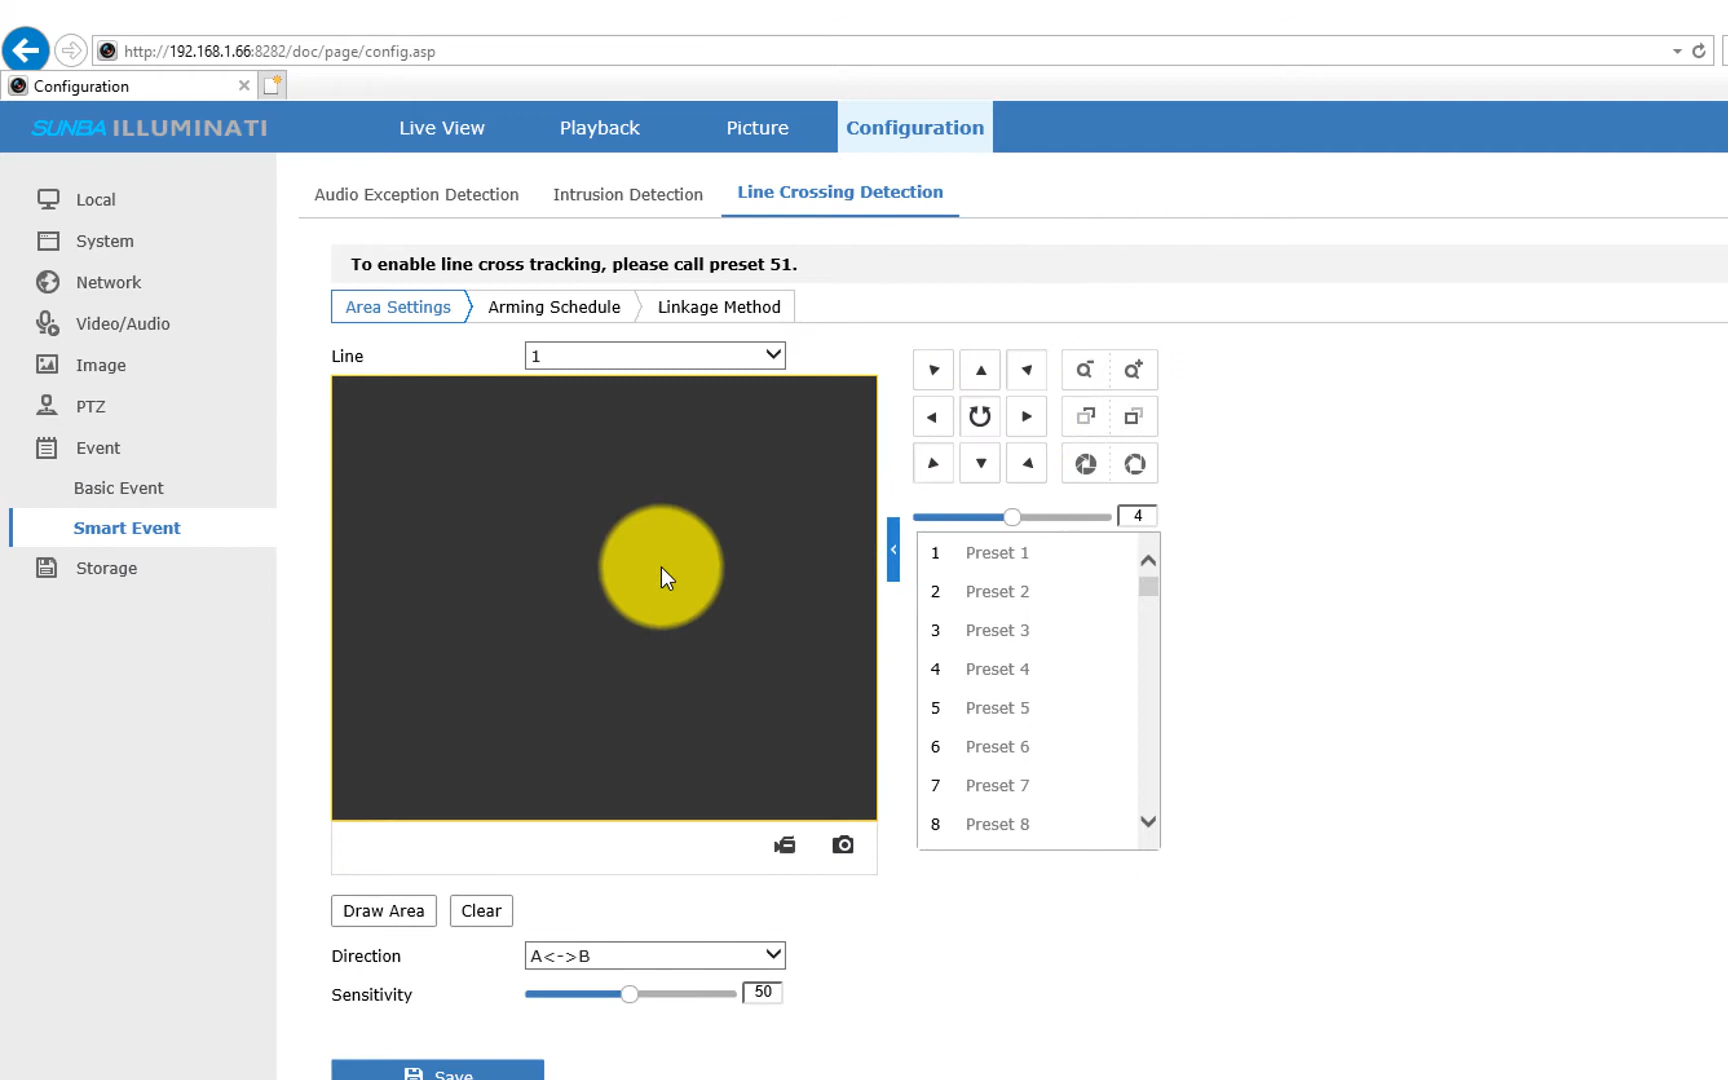 http://192.168.1.66:8282/doc/page/config.asp
Configuration
SUNBA ILLUMINATI
Live View
Playback
Picture
Configuration
Local
System
Network
Video/Audio
Image
PTZ
Event
Basic Event
Smart Event
Storage
Audio Exception Detection
Intrusion Detection
Line Crossing Detection
To enable line cross tracking, please call preset 51.
Area Settings
Arming Schedule
Linkage Method
Line
1
4
1 Preset 1
2 Preset 2
3 Preset 3
4 Preset 4
5 Preset 5
6 Preset 6
7 Preset 7
8 Preset 8
Draw Area
Clear
Direction
A<->B
Sensitivity
50
Save